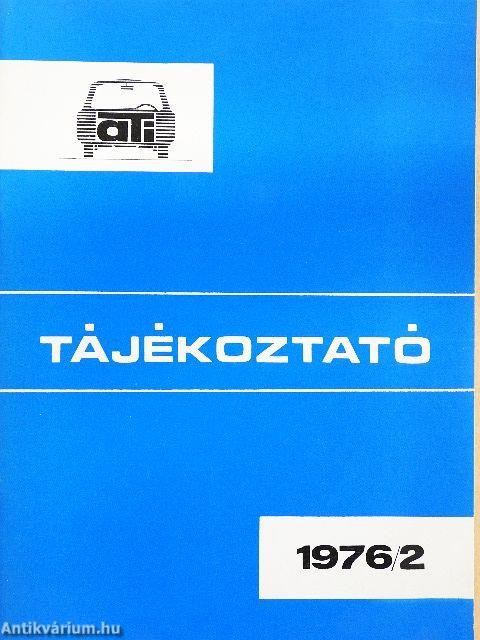 aTi
TÁJÉKOZTATÓ
1976/2
Antikvárium.hu